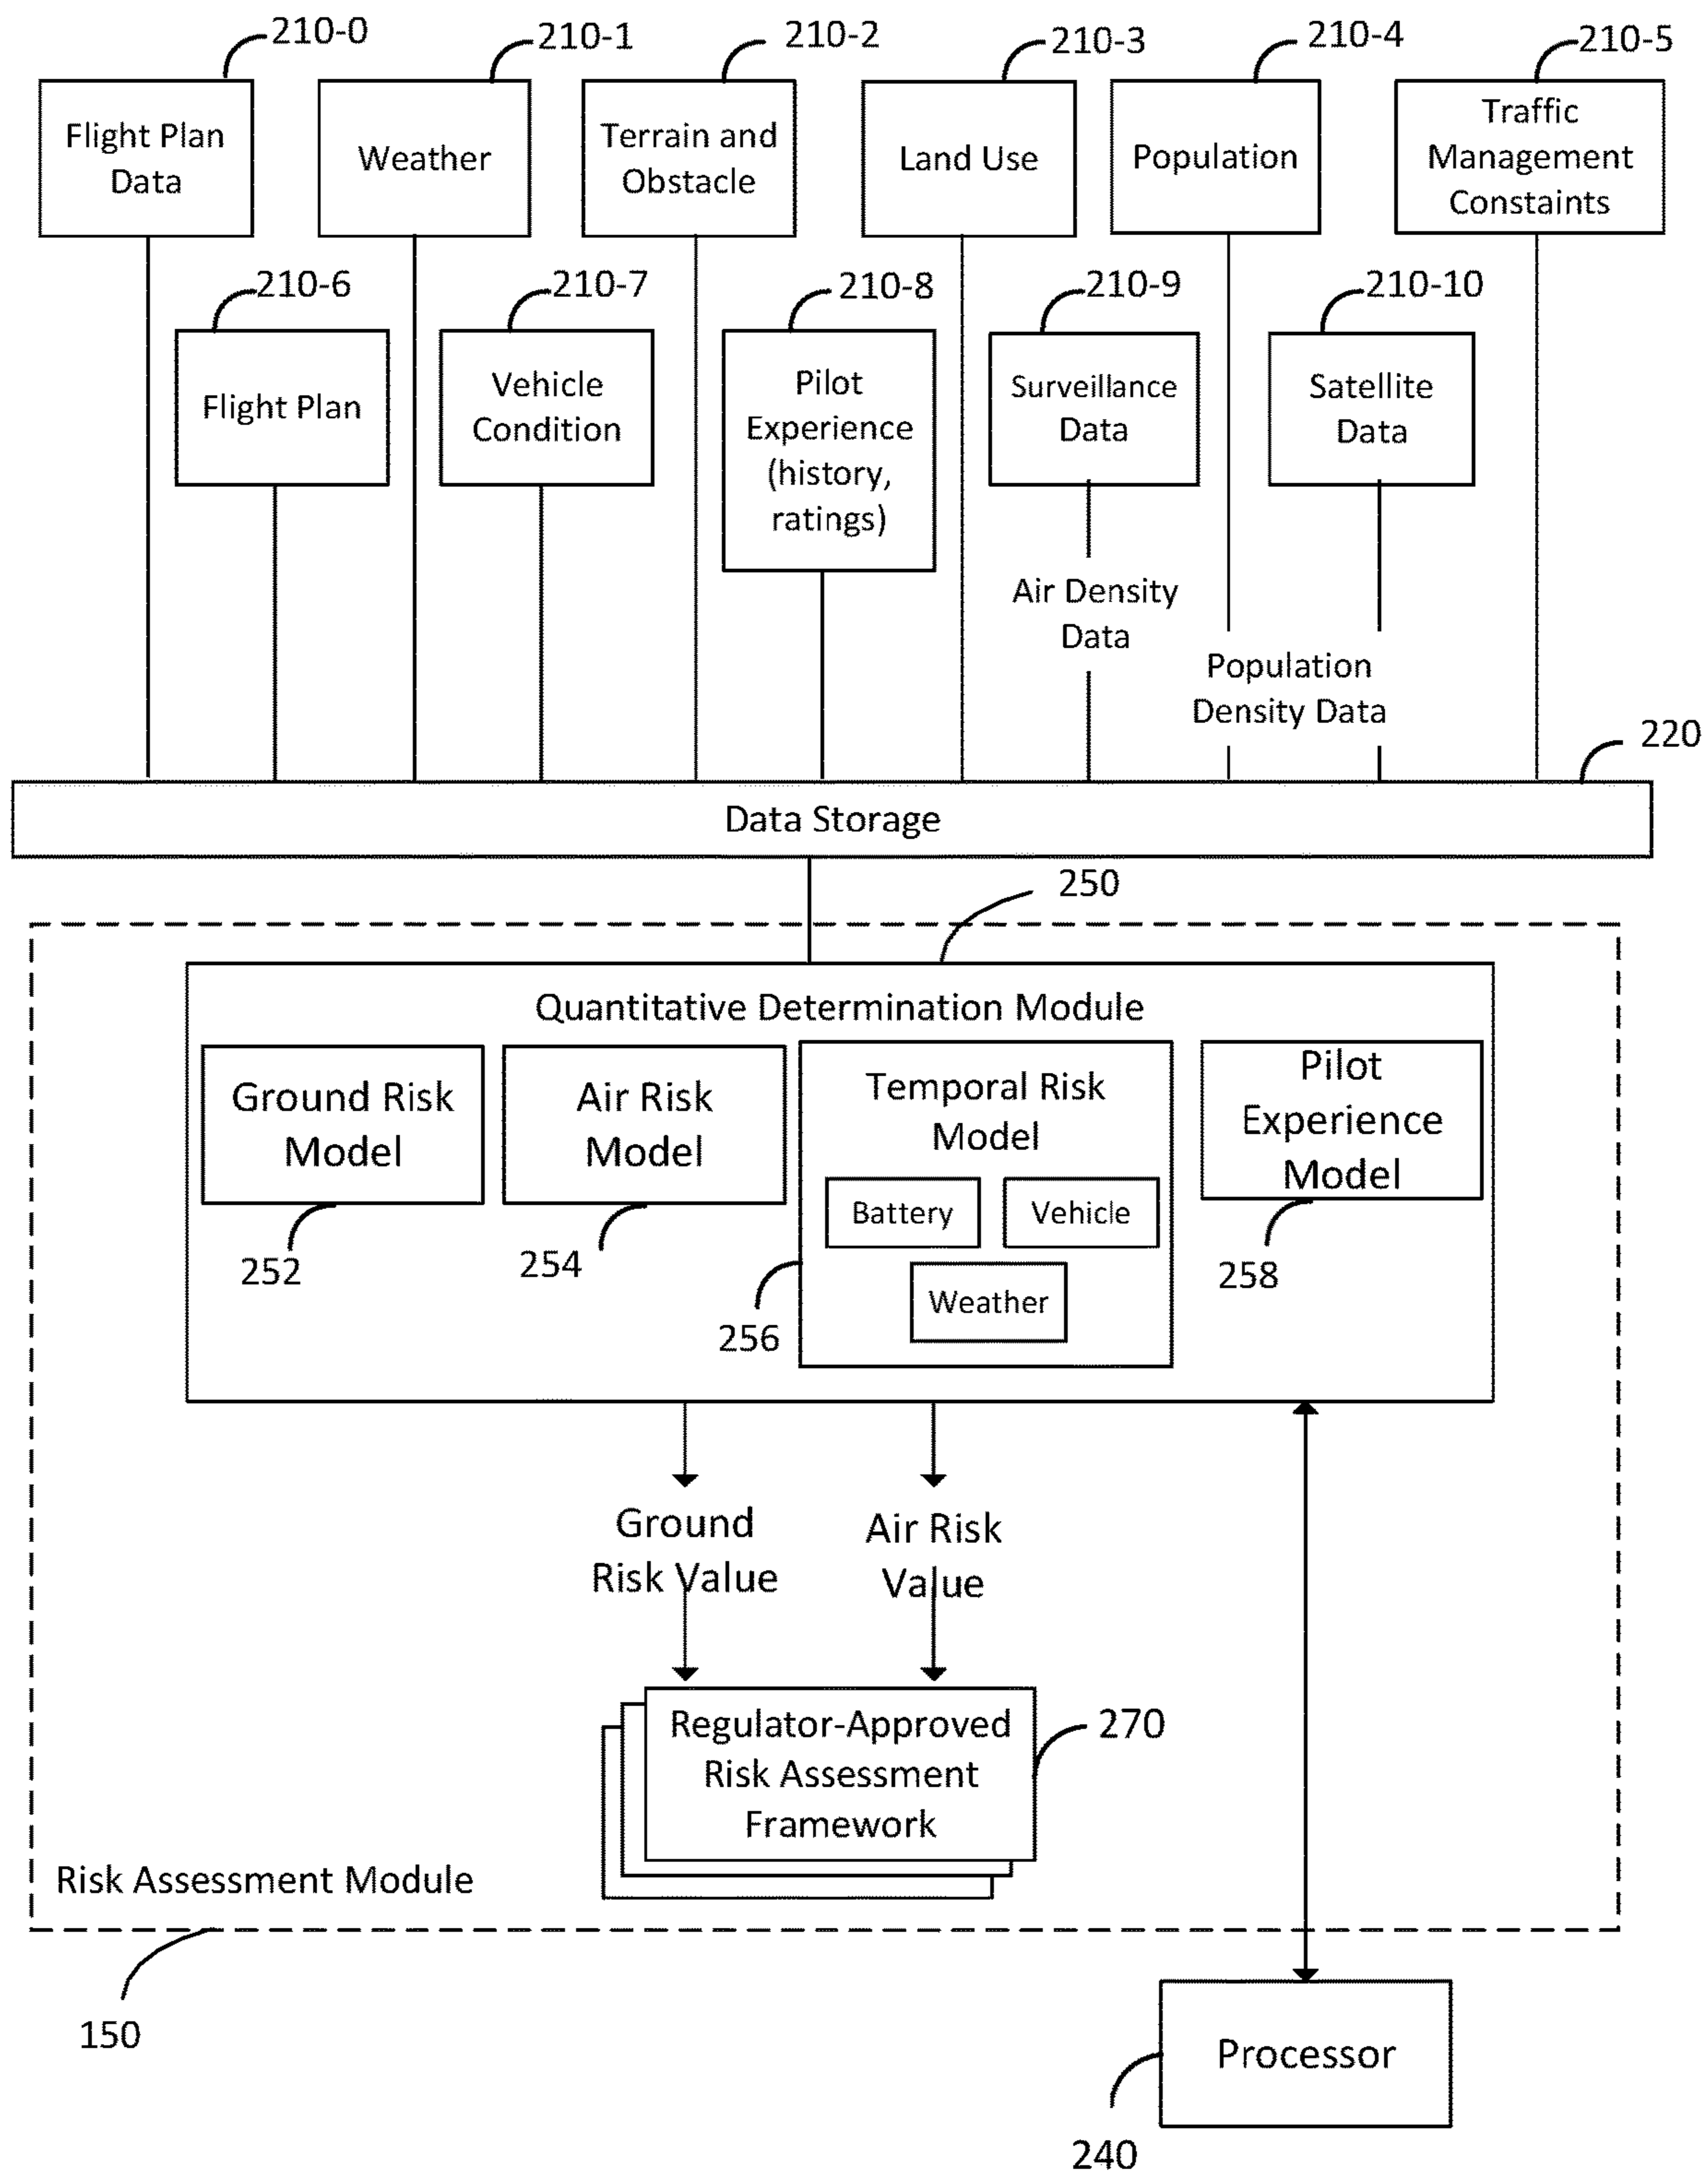 210-0
210-1
210-2
210-3
210-4
210-5
Flight Plan
Data
Weather
Terrain and
Obstacle
Land Use
Population
Traffic
Management
Constaints
210-6
210-7
210-8
210-9
210-10
Flight Plan
Vehicle
Condition
Pilot
Experience
(history,
ratings)
Surveillance
Data
Satellite
Data
Air Density
Data
Population
Density Data
220
Data Storage
250
Quantitative Determination Module
Ground Risk
Model
252
Air Risk
Model
254
Temporal Risk
Model
Battery
Vehicle
Weather
256
Pilot
Experience
Model
258
Ground
Risk Value
Air Risk
Value
Regulator-Approved
Risk Assessment
Framework
270
Risk Assessment Module
150
Processor
240